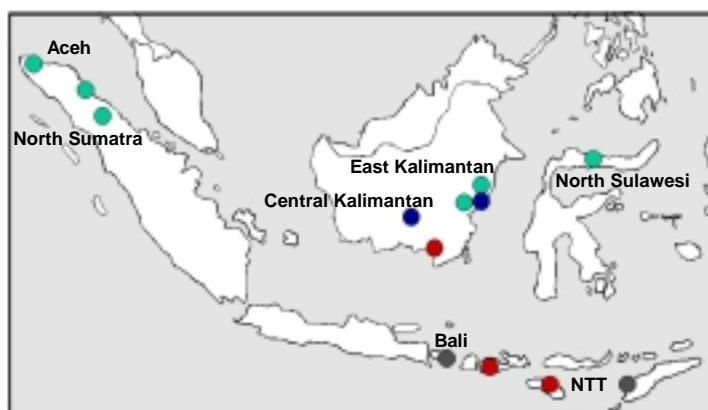 Aceh
North Sumatra
East Kalimantan
Central Kalimantan
North Sulawesi
Bali
NTT